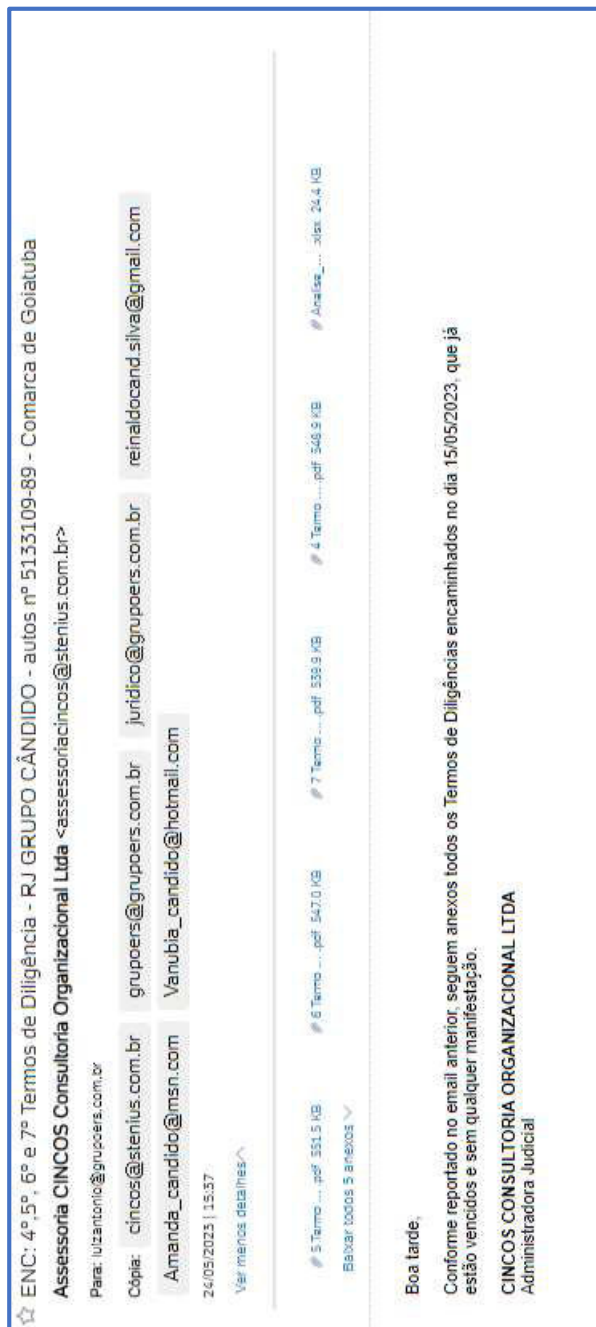 ☆ ENC: 4°,5°, 6° e 7° Termos de Diligência - RJ GRUPO CÂNDIDO - autos nº 5133109-89 - Comarca de Goiatuba
Assessoria CINCOS Consultoria Organizacional Ltda <assessoriacincos@stenius.com.br>
Para: luizantonio@grupoers.com.br
Cópia: cincos@stenius.com.br grupoers@grupoers.com.br juridico@grupoers.com.br reinaldocand.silva@gmail.com
Amanda_candido@msn.com Vanubia_candido@hotmail.com
24/05/2023 | 15:37
Ver menos detalhes
5 Termo ... .pdf 551.5 KB 6 Termo ... .pdf 547.0 KB 7 Termo ... .pdf 539.9 KB 4 Termo ... .pdf 548.9 KB Analise_... .xlsx 24.4 KB
Baixar todos 5 anexos
Boa tarde,
Conforme reportado no email anterior, seguem anexos todos os Termos de Diligências encaminhados no dia 15/05/2023, que já
estão vencidos e sem qualquer manifestação.
CINCOS CONSULTORIA ORGANIZACIONAL LTDA
Administradora Judicial